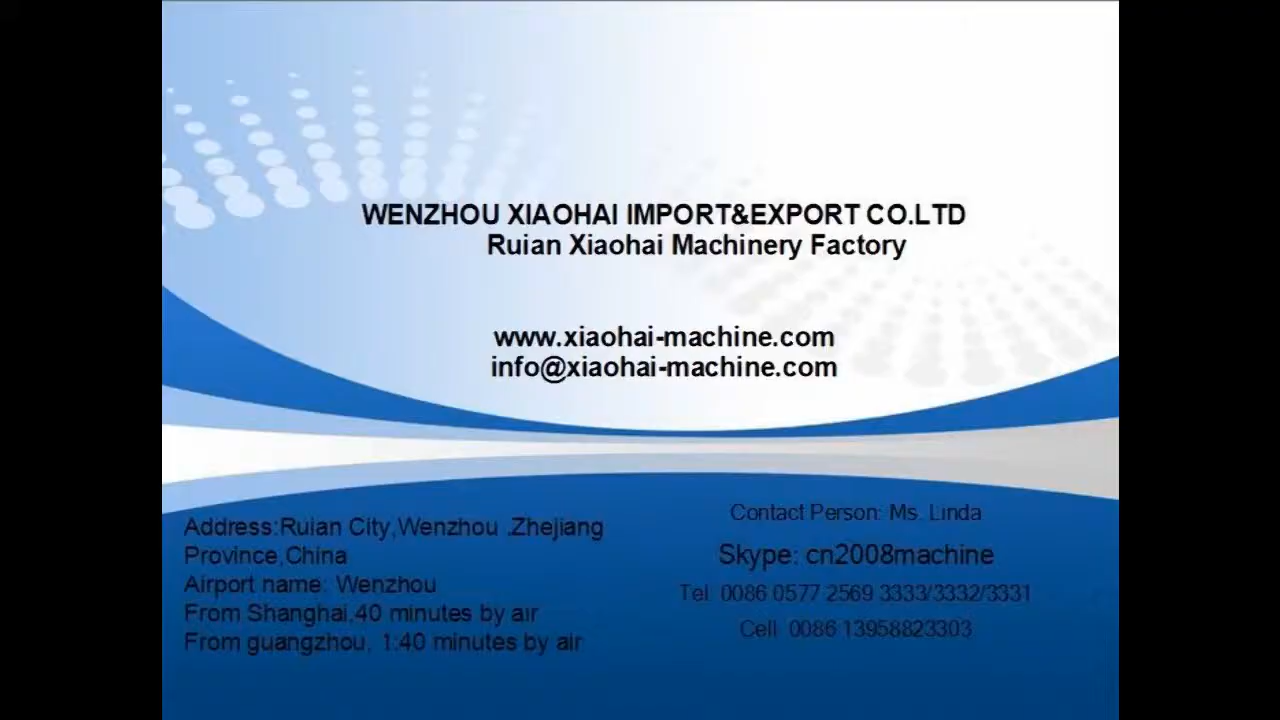 WENZHOU XIAOHAI IMPORT&EXPORT CO.LTD
Ruian Xiaohai Machinery Factory
www.xiaohai-machine.com
info@xiaohai-machine.com
Address:Ruian City,Wenzhou .Zhejiang
Province,China
Airport name: Wenzhou
From Shanghai,40 minutes by air
From guangzhou, 1:40 minutes by air
Contact Person: Ms. Linda
Skype: cn2008machine
Tel: 0086 0577 2569 3333/3332/3331
Cell: 0086 13958823303